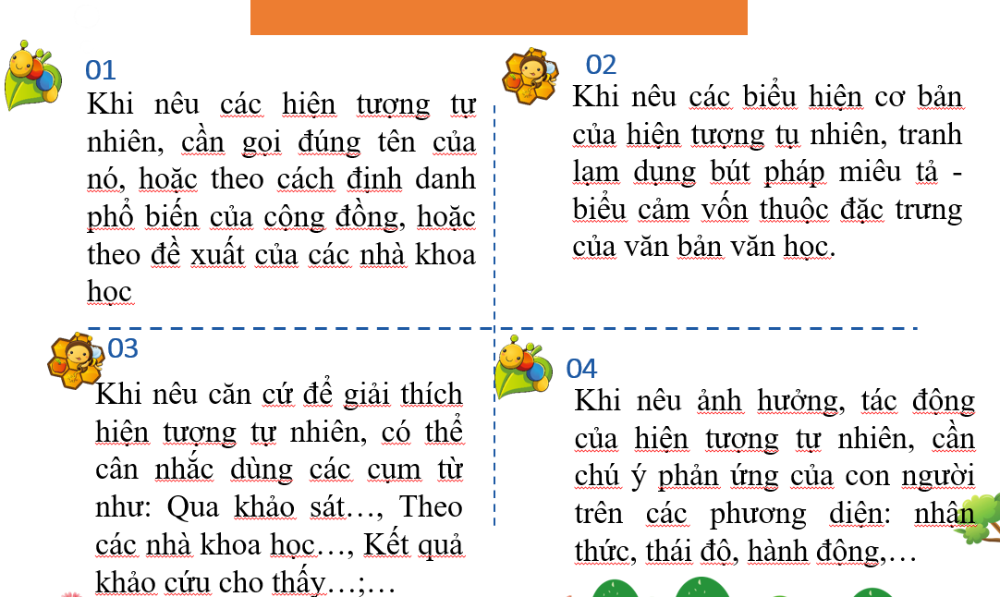 01
Khi nêu các hiện tượng tự
nhiên, cần gọi đúng tên của
nó, hoặc theo cách định danh
phổ biến của cộng đồng, hoặc
theo đề xuất của các nhà khoa
học
02
Khi nêu các biểu hiện cơ bản
của hiện tượng tụ nhiên, tranh
lạm dụng bút pháp miêu tả -
biểu cảm vốn thuộc đặc trưng
của văn bản văn học.
03
Khi nêu căn cứ để giải thích
hiện tượng tự nhiên, có thể
cân nhắc dùng các cụm từ
như: Qua khảo sát…, Theo
các nhà khoa học…, Kết quả
khảo cứu cho thấy…;…
04
Khi nêu ảnh hưởng, tác động
của hiện tượng tự nhiên, cần
chú ý phản ứng của con người
trên các phương diện: nhận
thức, thái độ, hành động,…